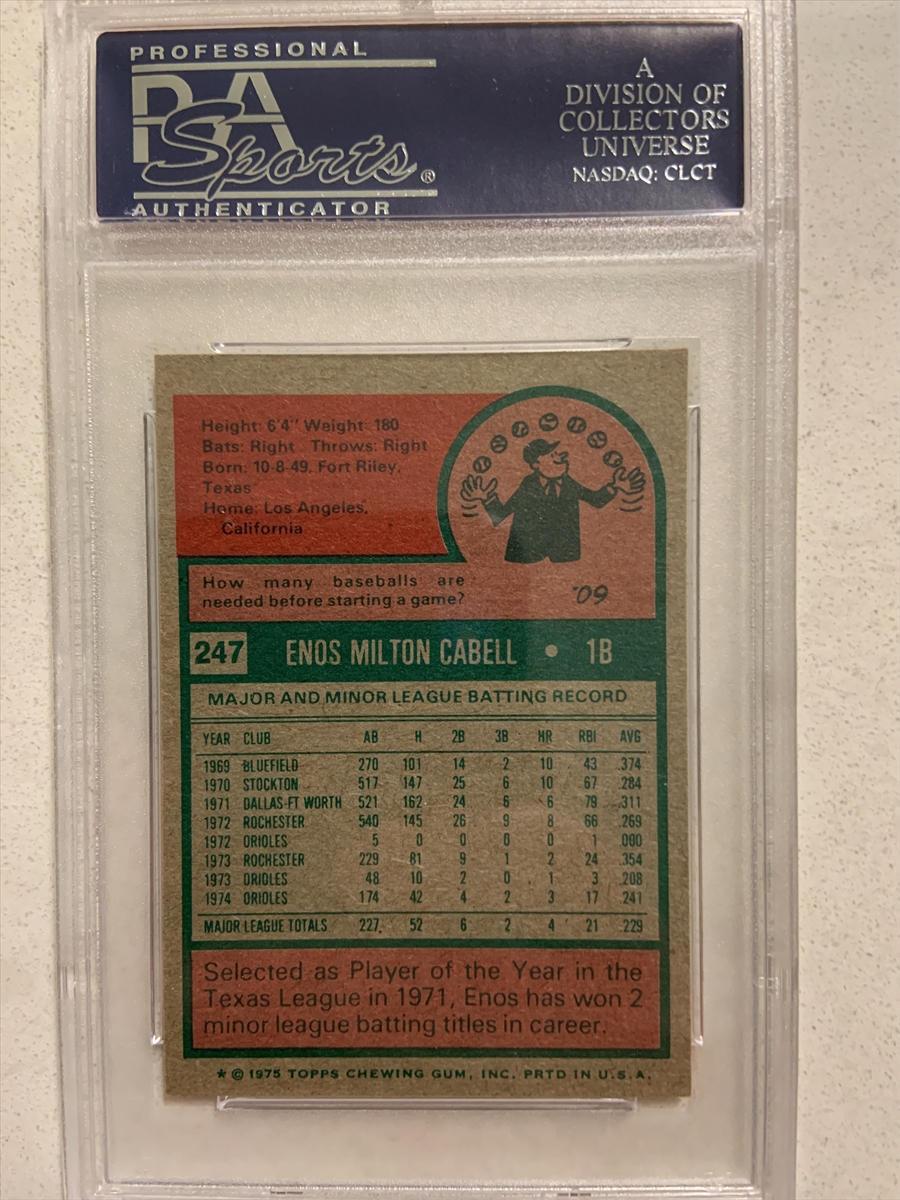 PROFESSIONAL
PSA
Sports®
AUTHENTICATOR
A
DIVISION OF
COLLECTORS
UNIVERSE
NASDAQ: CLCT
Height: 6'4" Weight: 180
Bats: Right Throws: Right
Born: 10-8-49, Fort Riley,
Texas
Home: Los Angeles,
California
How many baseballs are
needed before starting a game?
'09
247 ENOS MILTON CABELL • 1B
MAJOR AND MINOR LEAGUE BATTING RECORD
YEAR CLUB AB H 2B 3B HR RBI AVG
1969 BLUEFIELD 270 101 14 2 10 43 .374
1970 STOCKTON 517 147 25 6 10 67 .284
1971 DALLAS-FT WORTH 521 162 24 6 6 79 .311
1972 ROCHESTER 540 145 26 9 8 66 .269
1972 ORIOLES 5 0 0 0 0 1 .000
1973 ROCHESTER 229 81 9 1 2 24 .354
1973 ORIOLES 48 10 2 0 1 3 .208
1974 ORIOLES 174 42 4 2 3 17 .241
MAJOR LEAGUE TOTALS 227 52 6 2 4 21 .229
Selected as Player of the Year in the
Texas League in 1971, Enos has won 2
minor league batting titles in career.
* © 1975 TOPPS CHEWING GUM, INC. PRTD IN U.S.A.